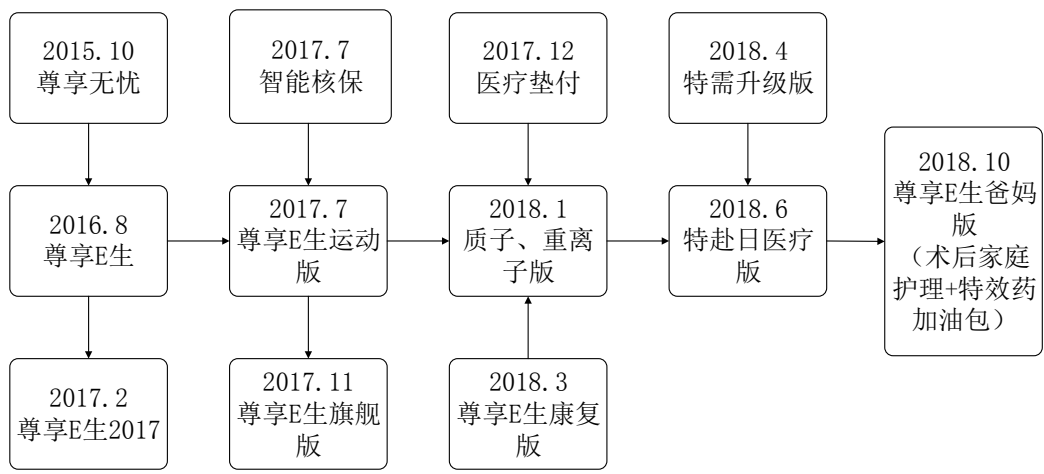 2015.10
尊享无忧
2017.7
智能核保
2017.12
医疗垫付
2018.4
特需升级版
2016.8
尊享E生
2017.7
尊享E生运动
版
2018.1
质子、重离
子版
2018.6
特赴日医疗
版
2018.10
尊享E生爸妈
版
（术后家庭
护理+特效药
加油包）
2017.2
尊享E生2017
2017.11
尊享E生旗舰
版
2018.3
尊享E生康复
版